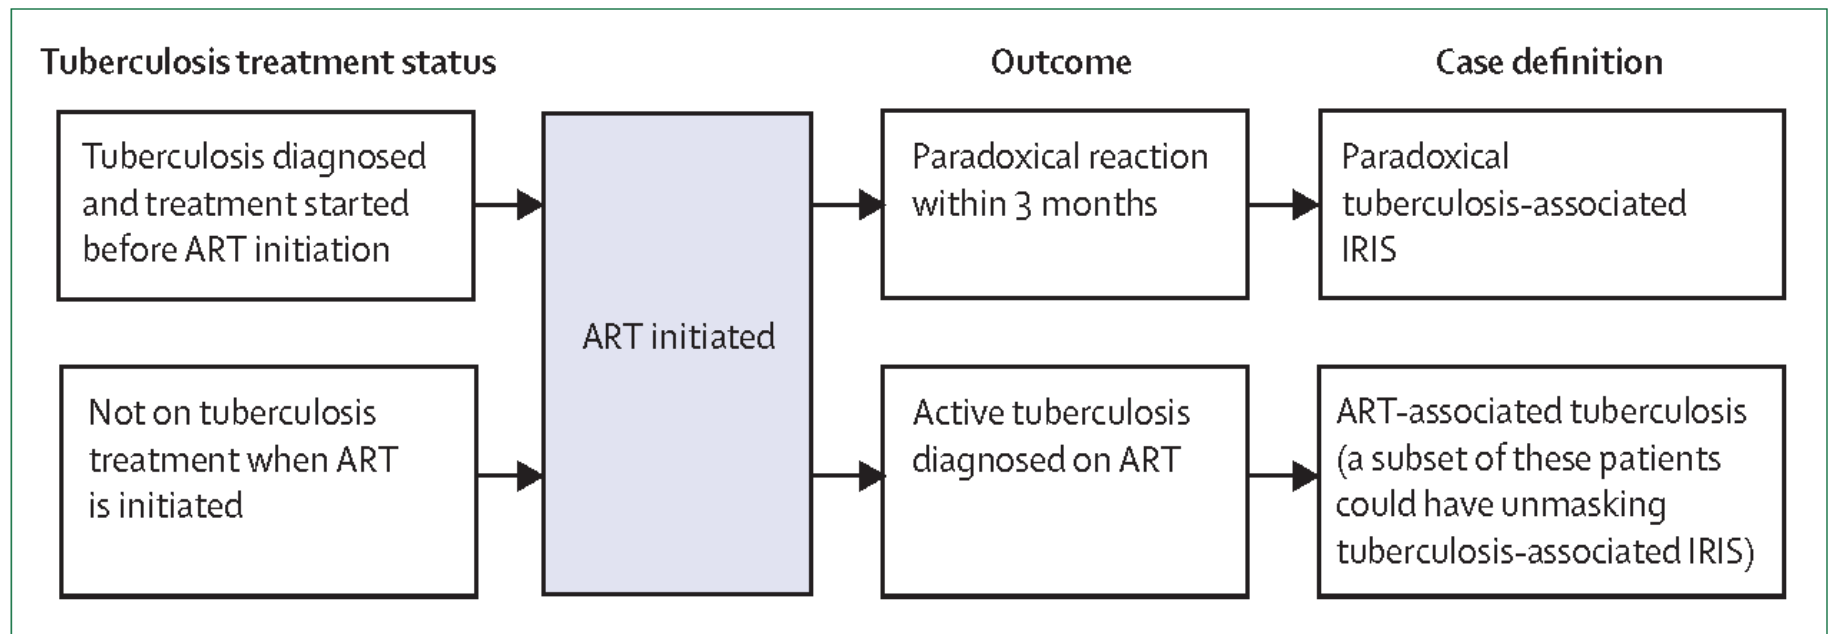 Tuberculosis treatment status
Outcome
Case definition
Tuberculosis diagnosed
and treatment started
before ART initiation
ART initiated
Paradoxical reaction
within 3 months
Paradoxical
tuberculosis-associated
IRIS
Not on tuberculosis
treatment when ART
is initiated
Active tuberculosis
diagnosed on ART
ART-associated tuberculosis
(a subset of these patients
could have unmasking
tuberculosis-associated IRIS)